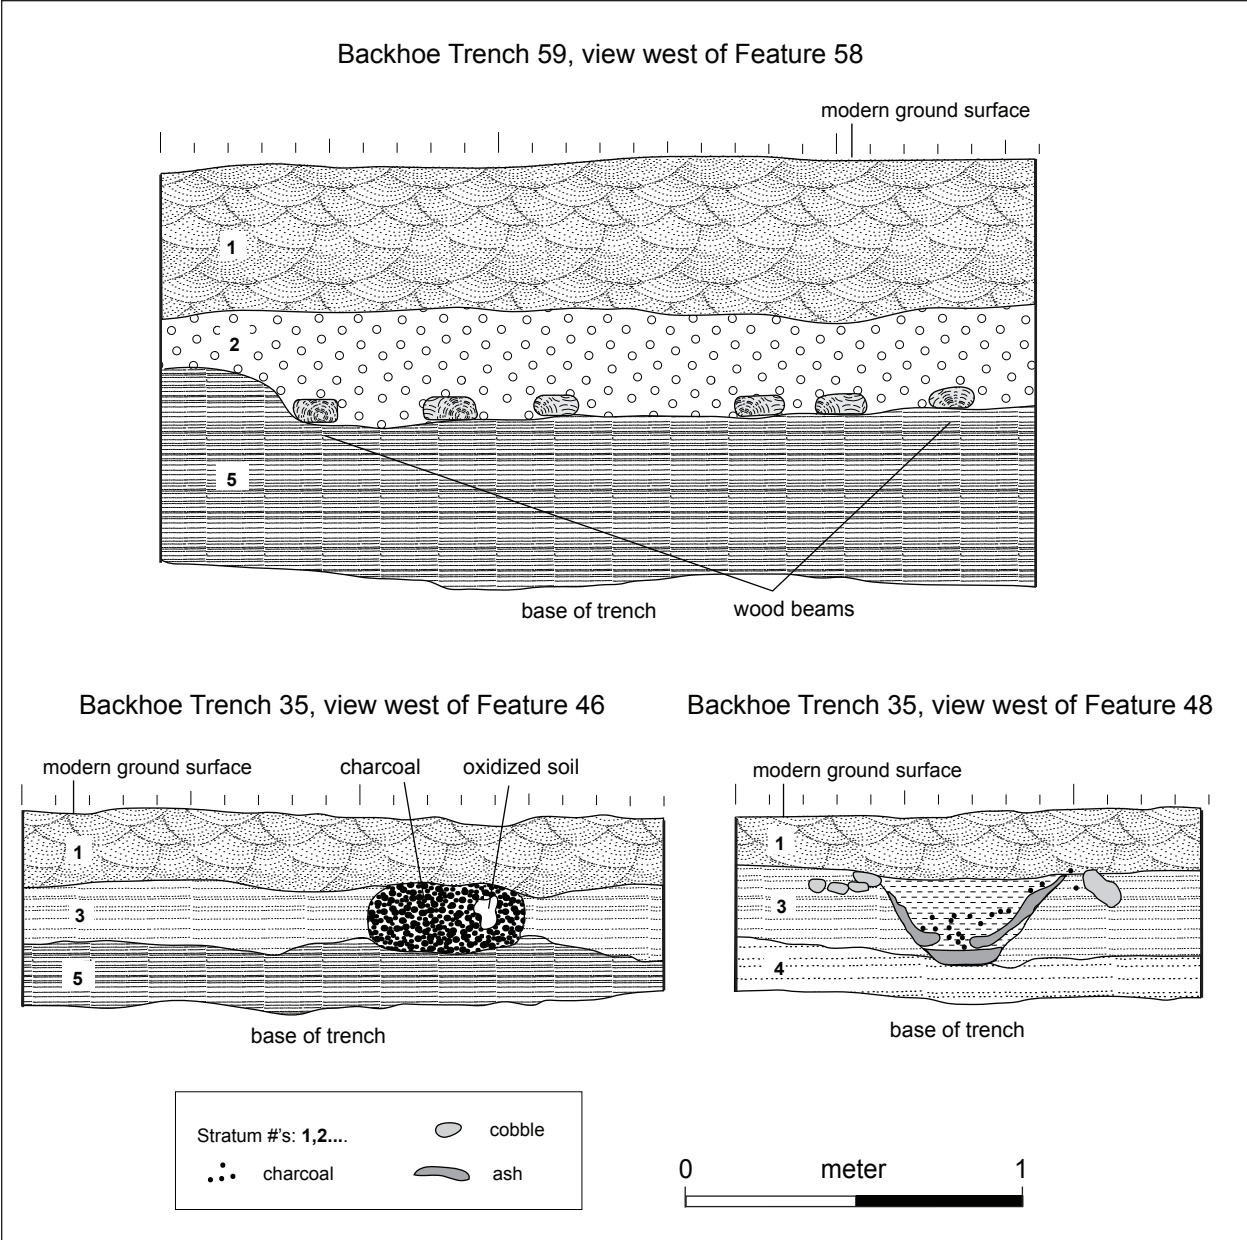 Backhoe Trench 59, view west of Feature 58
modern ground surface
1
2
5
base of trench
wood beams
Backhoe Trench 35, view west of Feature 46
modern ground surface
charcoal
oxidized soil
1
3
5
base of trench
Backhoe Trench 35, view west of Feature 48
modern ground surface
1
3
4
base of trench
Stratum #'s: 1,2....
cobble
charcoal
ash
0 meter 1